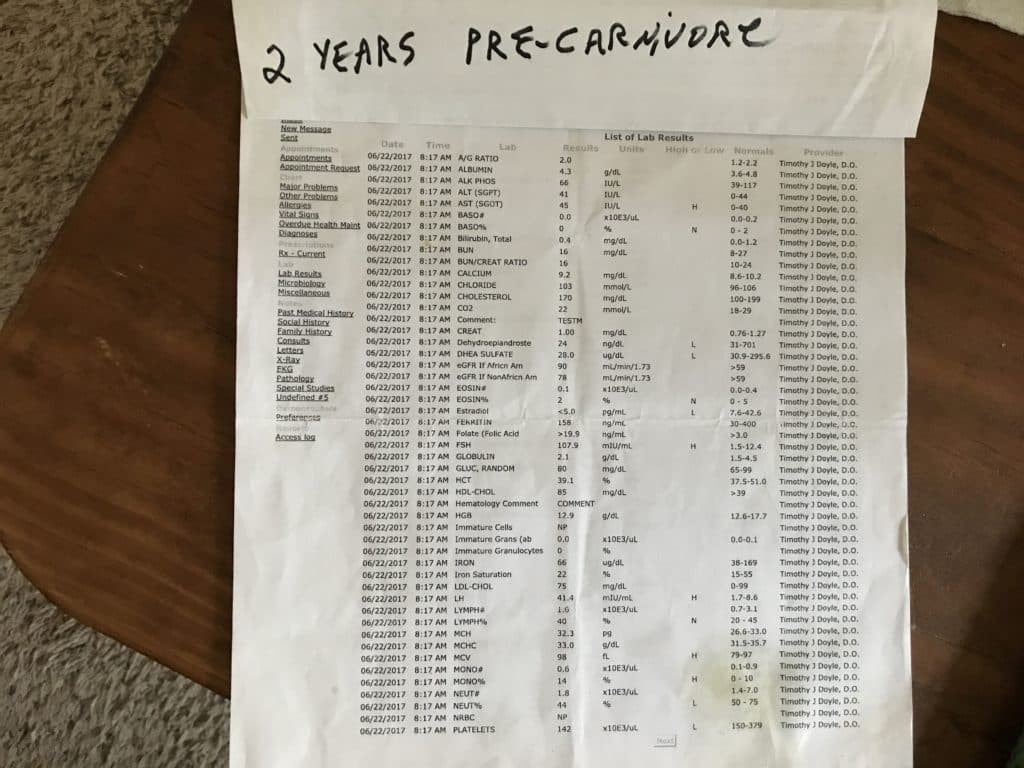 2 YEARS PRE-CARNIVORE
New Message
Sent
Appointments
Appointments
Appointment Request
Chart
Major Problems
Other Problems
Allergies
Vital Signs
Overdue Health Maint
Diagnoses
Prescriptions
Rx - Current
Lab
Lab Results
Microbiology
Miscellaneous
Notes
Past Medical History
Social History
Family History
Consults
Letters
X-Ray
EKG
Pathology
Special Studies
Undefined #5
Preferences
Access log
List of Lab Results
Date Time Lab Results Units High or Low Normals Provider
06/22/2017 8:17 AM A/G RATIO 2.0 1.2-2.2 Timothy J Doyle, D.O.
06/22/2017 8:17 AM ALBUMIN 4.3 g/dL 3.6-4.8 Timothy J Doyle, D.O.
06/22/2017 8:17 AM ALK PHOS 66 IU/L 39-117 Timothy J Doyle, D.O.
06/22/2017 8:17 AM ALT (SGPT) 41 IU/L 0-44 Timothy J Doyle, D.O.
06/22/2017 8:17 AM AST (SGOT) 45 IU/L H 0-40 Timothy J Doyle, D.O.
06/22/2017 8:17 AM BASO# 0.0 x10E3/uL 0.0-0.2 Timothy J Doyle, D.O.
06/22/2017 8:17 AM BASO% 0 % N 0 - 2 Timothy J Doyle, D.O.
06/22/2017 8:17 AM Bilirubin, Total 0.4 mg/dL 0.0-1.2 Timothy J Doyle, D.O.
06/22/2017 8:17 AM BUN 16 mg/dL 8-27 Timothy J Doyle, D.O.
06/22/2017 8:17 AM BUN/CREAT RATIO 16 10-24 Timothy J Doyle, D.O.
06/22/2017 8:17 AM CALCIUM 9.2 mg/dL 8.6-10.2 Timothy J Doyle, D.O.
06/22/2017 8:17 AM CHLORIDE 103 mmol/L 96-106 Timothy J Doyle, D.O.
06/22/2017 8:17 AM CHOLESTEROL 170 mg/dL 100-199 Timothy J Doyle, D.O.
06/22/2017 8:17 AM CO2 22 mmol/L 18-29 Timothy J Doyle, D.O.
06/22/2017 8:17 AM Comment: TESTM Timothy J Doyle, D.O.
06/22/2017 8:17 AM CREAT 1.00 mg/dL 0.76-1.27 Timothy J Doyle, D.O.
06/22/2017 8:17 AM Dehydroepiandroste 24 ng/dL L 31-701 Timothy J Doyle, D.O.
06/22/2017 8:17 AM DHEA SULFATE 28.0 ug/dL L 30.9-295.6 Timothy J Doyle, D.O.
06/22/2017 8:17 AM eGFR If Africn Am 90 mL/min/1.73 >59 Timothy J Doyle, D.O.
06/22/2017 8:17 AM eGFR If NonAfricn Am 78 mL/min/1.73 >59 Timothy J Doyle, D.O.
06/22/2017 8:17 AM EOSIN# 0.1 x10E3/uL 0.0-0.4 Timothy J Doyle, D.O.
06/22/2017 8:17 AM EOSIN% 2 % N 0 - 5 Timothy J Doyle, D.O.
06/22/2017 8:17 AM Estradiol <5.0 pg/mL L 7.6-42.6 Timothy J Doyle, D.O.
06/22/2017 8:17 AM FERRITIN 158 ng/mL 30-400 Timothy J Doyle, D.O.
06/22/2017 8:17 AM Folate (Folic Acid >19.9 ng/mL >3.0 Timothy J Doyle, D.O.
06/22/2017 8:17 AM FSH 107.9 mIU/mL H 1.5-12.4 Timothy J Doyle, D.O.
06/22/2017 8:17 AM GLOBULIN 2.1 g/dL 1.5-4.5 Timothy J Doyle, D.O.
06/22/2017 8:17 AM GLUC, RANDOM 80 mg/dL 65-99 Timothy J Doyle, D.O.
06/22/2017 8:17 AM HCT 39.1 % 37.5-51.0 Timothy J Doyle, D.O.
06/22/2017 8:17 AM HDL-CHOL 85 mg/dL >39 Timothy J Doyle, D.O.
06/22/2017 8:17 AM Hematology Comment COMMENT Timothy J Doyle, D.O.
06/22/2017 8:17 AM HGB 12.9 g/dL 12.6-17.7 Timothy J Doyle, D.O.
06/22/2017 8:17 AM Immature Cells NP Timothy J Doyle, D.O.
06/22/2017 8:17 AM Immature Grans (ab 0.0 x10E3/uL 0.0-0.1 Timothy J Doyle, D.O.
06/22/2017 8:17 AM Immature Granulocytes 0 % Timothy J Doyle, D.O.
06/22/2017 8:17 AM IRON 66 ug/dL 38-169 Timothy J Doyle, D.O.
06/22/2017 8:17 AM Iron Saturation 22 % 15-55 Timothy J Doyle, D.O.
06/22/2017 8:17 AM LDL-CHOL 75 mg/dL 0-99 Timothy J Doyle, D.O.
06/22/2017 8:17 AM LH 41.4 mIU/mL H 1.7-8.6 Timothy J Doyle, D.O.
06/22/2017 8:17 AM LYMPH# 1.6 x10E3/uL 0.7-3.1 Timothy J Doyle, D.O.
06/22/2017 8:17 AM LYMPH% 40 % N 20 - 45 Timothy J Doyle, D.O.
06/22/2017 8:17 AM MCH 32.3 pg 26.6-33.0 Timothy J Doyle, D.O.
06/22/2017 8:17 AM MCHC 33.0 g/dL 31.5-35.7 Timothy J Doyle, D.O.
06/22/2017 8:17 AM MCV 98 fL H 79-97 Timothy J Doyle, D.O.
06/22/2017 8:17 AM MONO# 0.6 x10E3/uL 0.1-0.9 Timothy J Doyle, D.O.
06/22/2017 8:17 AM MONO% 14 % H 0 - 10 Timothy J Doyle, D.O.
06/22/2017 8:17 AM NEUT# 1.8 x10E3/uL 1.4-7.0 Timothy J Doyle, D.O.
06/22/2017 8:17 AM NEUT% 44 % L 50 - 75 Timothy J Doyle, D.O.
06/22/2017 8:17 AM NRBC NP Timothy J Doyle, D.O.
06/22/2017 8:17 AM PLATELETS 142 x10E3/uL L 150-379 Timothy J Doyle, D.O.
Next